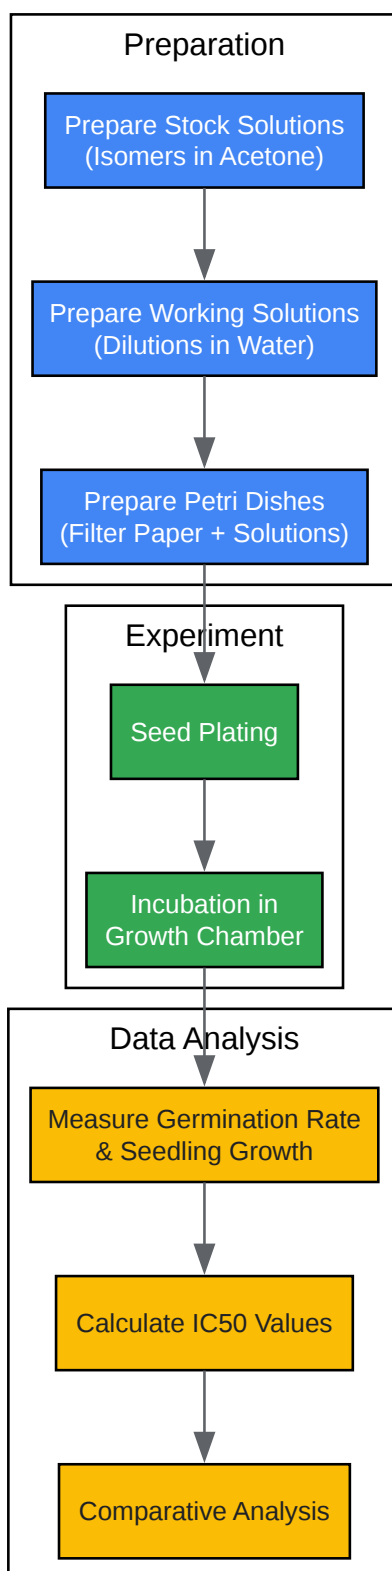 Preparation
Prepare Stock Solutions
(Isomers in Acetone)
Prepare Working Solutions
(Dilutions in Water)
Prepare Petri Dishes
(Filter Paper + Solutions)
Experiment
Seed Plating
Incubation in
Growth Chamber
Data Analysis
Measure Germination Rate
& Seedling Growth
Calculate IC50 Values
Comparative Analysis